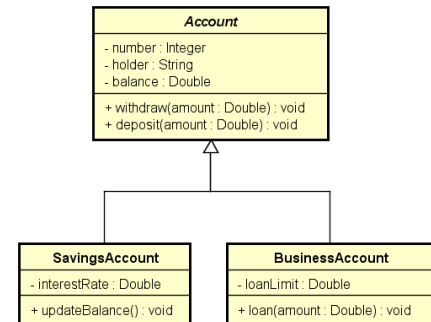 Account
- number : Integer
- holder : String
- balance : Double
+ withdraw(amount : Double) : void
+ deposit(amount : Double) : void
SavingsAccount
- interestRate : Double
+ updateBalance() : void
BusinessAccount
- loanLimit : Double
+ loan(amount : Double) : void